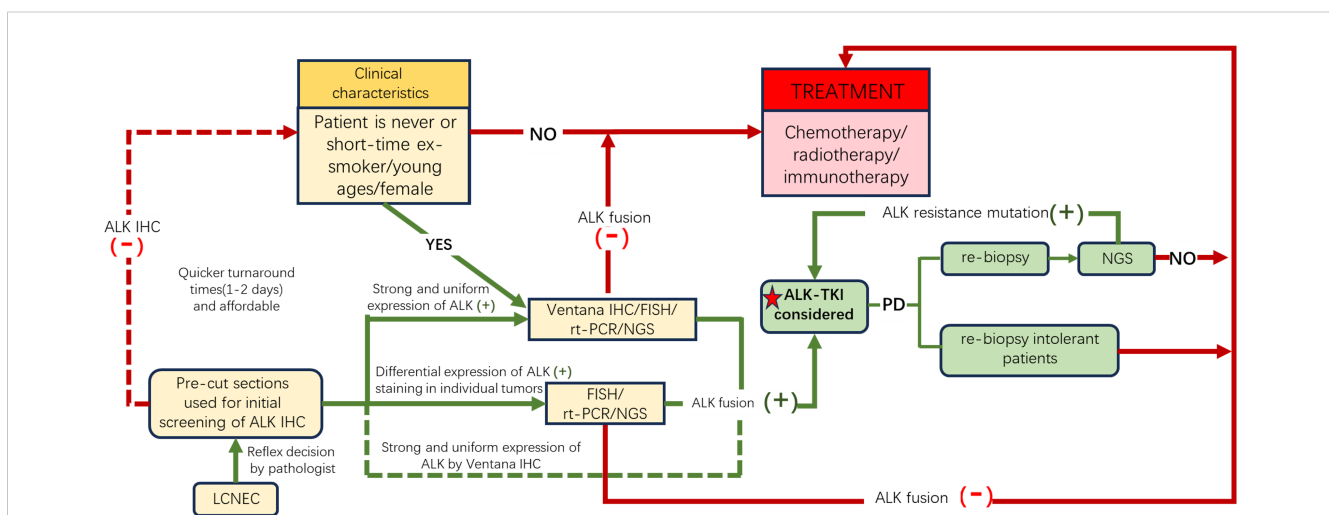 Clinical
characteristics
Patient is never or
short-time ex-
smoker/young
ages/female
NO
TREATMENT
Chemotherapy/
radiotherapy/
immunotherapy
ALK IHC
(-)
YES
ALK fusion
(-)
ALK resistance mutation(+)
Quicker turnaround
times(1-2 days)
and affordable
Strong and uniform
expression of ALK (+)
Ventana IHC/FISH/
rt-PCR/NGS
ALK-TKI
considered
PD
re-biopsy
NGS
NO
re-biopsy intolerant
patients
Pre-cut sections
used for initial
screening of ALK IHC
Differential expression of ALK (+)
staining in individual tumors
FISH/
rt-PCR/NGS
ALK fusion (+)
Strong and uniform expression of
ALK by Ventana IHC
Reflex decision
by pathologist
LCNEC
ALK fusion (-)